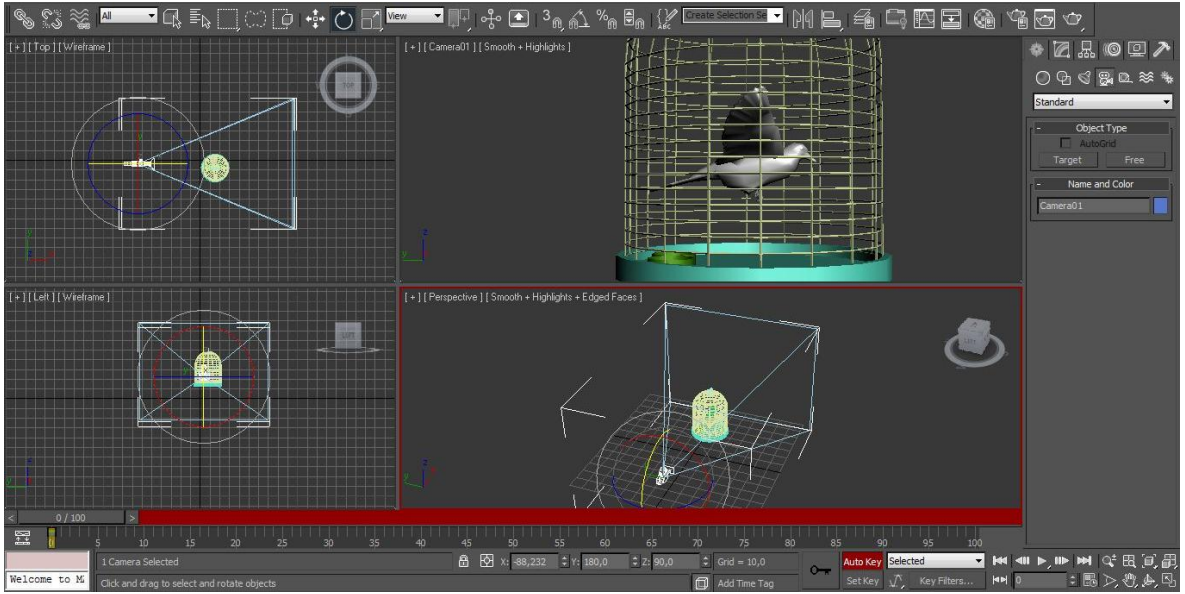 All
View
Create Selection Se
[ + ] [ Top ] [ Wireframe ]
TOP
[ + ] [ Camera01 ] [ Smooth + Highlights ]
Standard
Object Type
AutoGrid
Target Free
Name and Color
Camera01
[ + ] [ Left ] [ Wireframe ]
LEFT
[ + ] [ Perspective ] [ Smooth + Highlights + Edged Faces ]
LEFT
< 0 / 100 >
0 5 10 15 20 25 30 35 40 45 50 55 60 65 70 75 80 85 90 95 100
1 Camera Selected X: -88,232 Y: 180,0 Z: 90,0 Grid = 10,0 Auto Key Selected
Welcome to M
Click and drag to select and rotate objects Add Time Tag Set Key Key Filters... 0